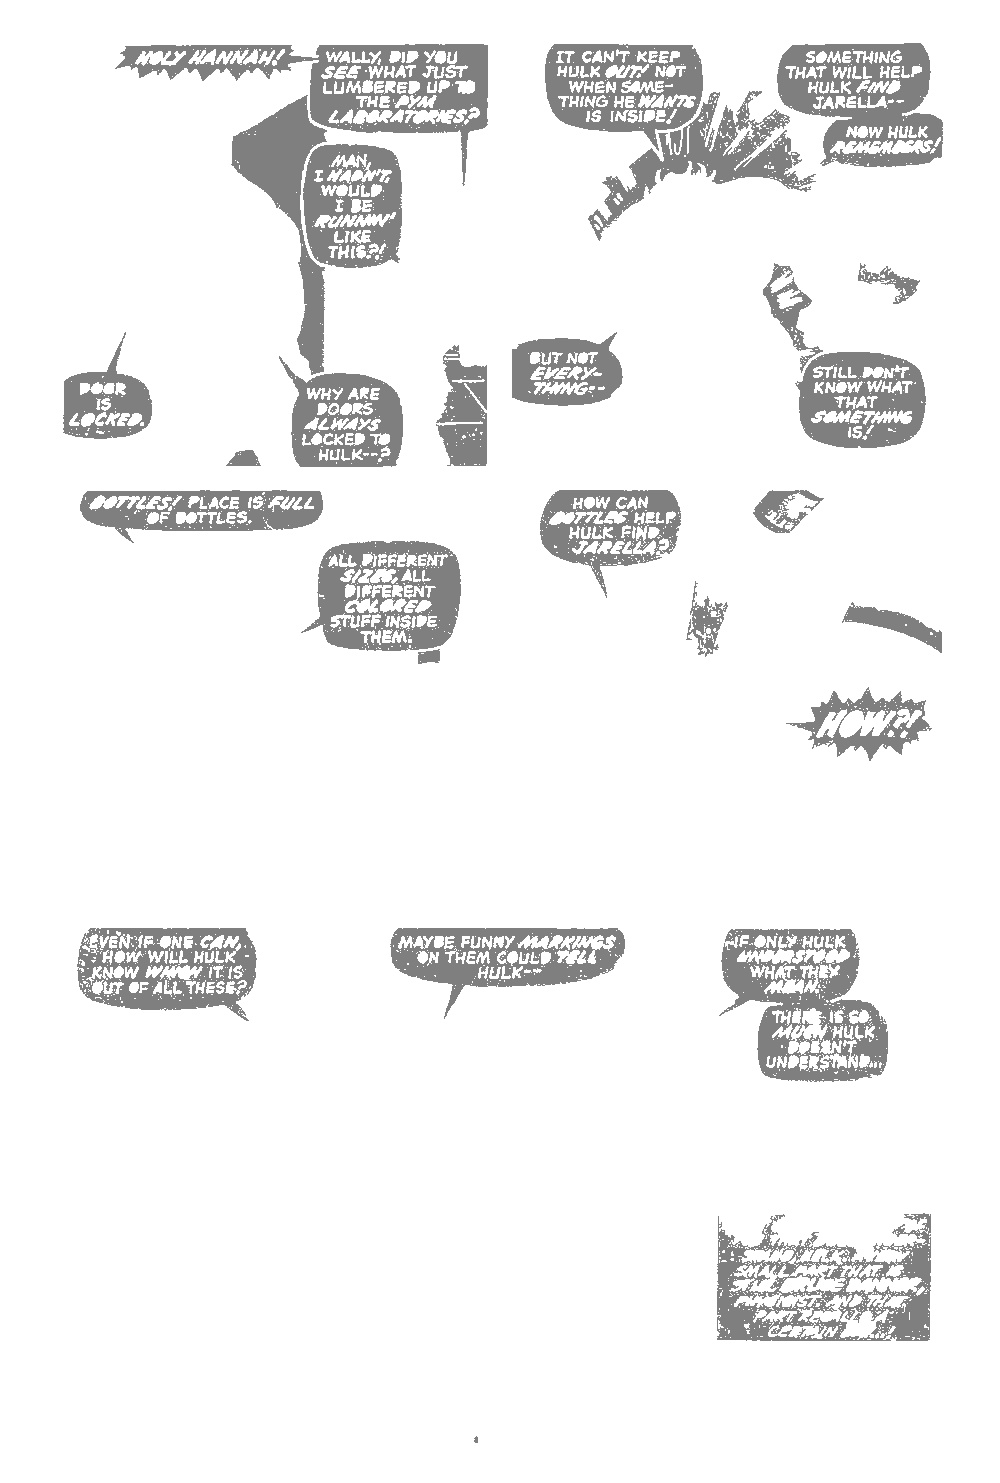 HOLY HANNAH!
WALLY, DID YOU
SEE WHAT JUST
LUMBERED UP TO
THE PYM
LABORATORIES?
MAN,
I HADN'T,
WOULD
I BE
RUNNIN'
LIKE
THIS?!
DOOR
IS
LOCKED.
WHY ARE
DOORS
ALWAYS
LOCKED TO
HULK--?
IT CAN'T KEEP
HULK OUT! NOT
WHEN SOME-
THING HE WANTS
IS INSIDE!
SOMETHING
THAT WILL HELP
HULK FIND
JARELLA--
NOW HULK
REMEMBERS!
BUT NOT
EVERY-
THING--
STILL DON'T
KNOW WHAT
THAT
SOMETHING
IS!
BOTTLES! PLACE IS FULL
OF BOTTLES.
ALL DIFFERENT
SIZES, ALL
DIFFERENT
COLORED
STUFF INSIDE
THEM.
HOW CAN
BOTTLES HELP
HULK FIND
JARELLA?
HOW?!
EVEN IF ONE CAN,
HOW WILL HULK
KNOW WHICH IT IS
OUT OF ALL THESE?
MAYBE FUNNY MARKINGS
ON THEM COULD TELL
HULK--
--IF ONLY HULK
UNDERSTOOD
WHAT THEY
MEAN.
THERE IS SO
MUCH HULK
DOESN'T
UNDERSTAND...
CERTAIN